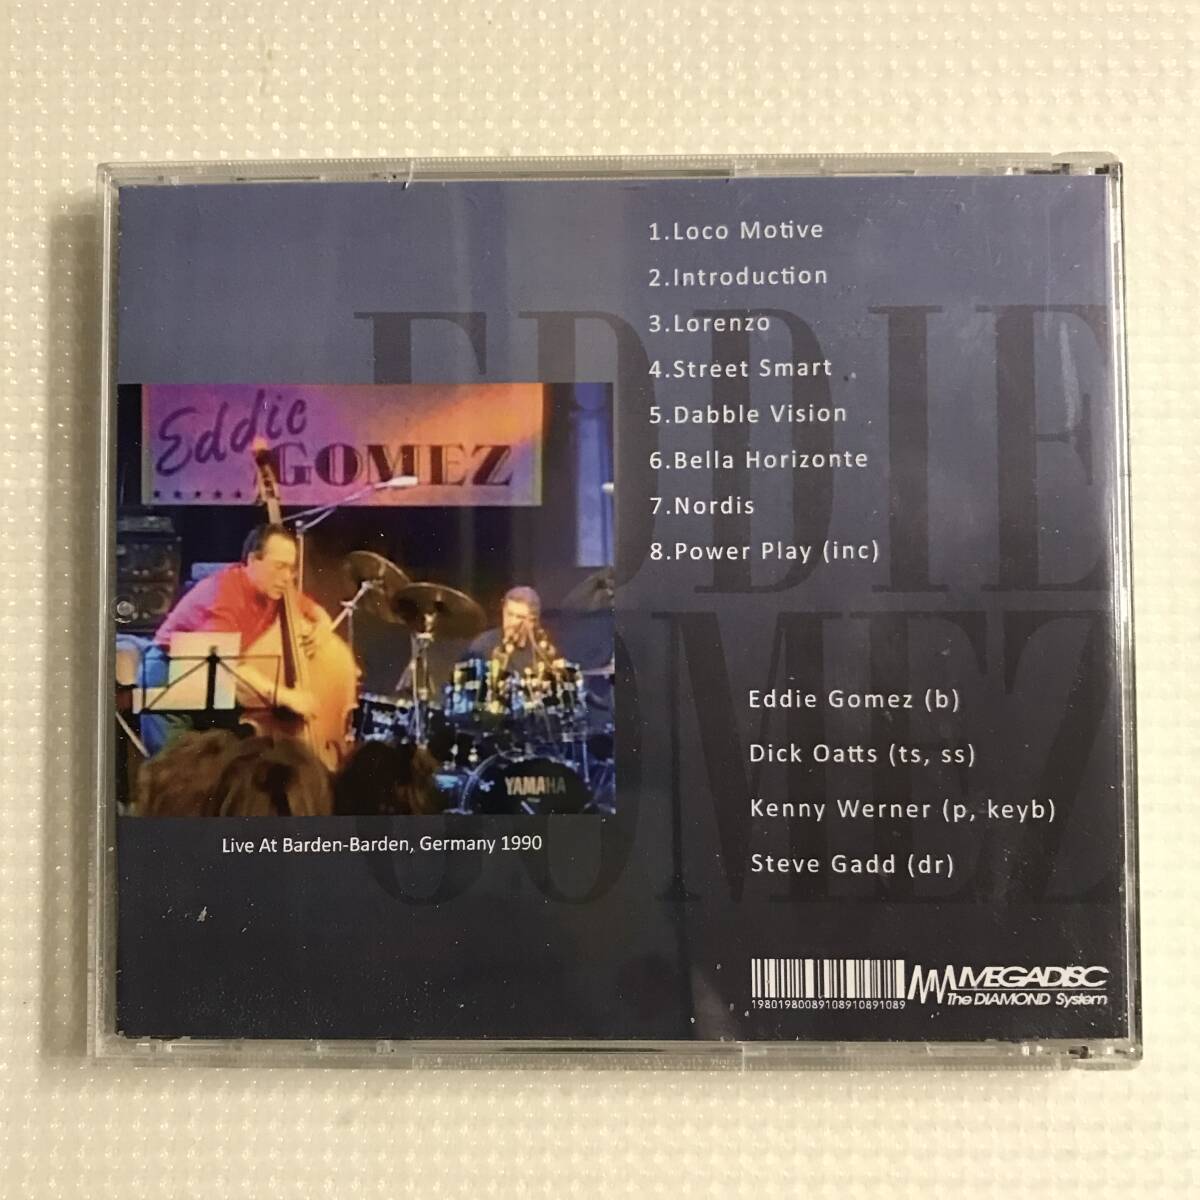 EDDIE
GOMEZ
1.Loco Motive
2.Introduction
3.Lorenzo
4.Street Smart
5.Dabble Vision
6.Bella Horizonte
7.Nordis
8.Power Play (inc)
Eddie
GOMEZ
YAMAHA
Live At Barden-Barden, Germany 1990
Eddie Gomez (b)
Dick Oatts (ts, ss)
Kenny Werner (p, keyb)
Steve Gadd (dr)
19801980089108910891089
MEGADISC
The DIAMOND System